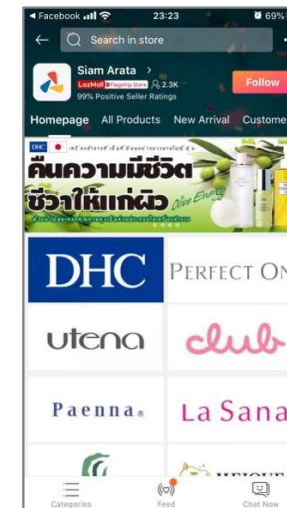 ◀ Facebook
23:23
69%
Search in store
Siam Arata >
LazMall Flagship Store 2.3K
99% Positive Seller Ratings
Follow
Homepage All Products New Arrival Custome
DHC
คืนความมีชีวิต
ชีวาให้แก่ผิว
Olive Energy
DHC
PERFECT ON
utena
club
Paenna®
La Sana
Categories
Feed
Chat Now